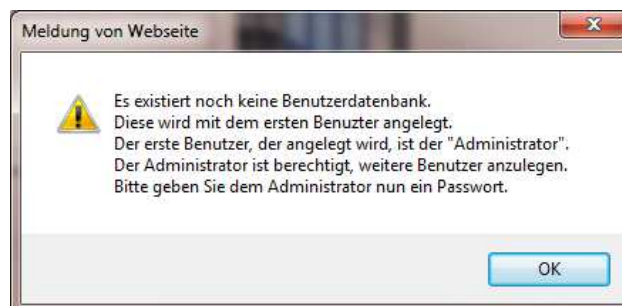 Meldung von Webseite
Es existiert noch keine Benutzerdatenbank.
Diese wird mit dem ersten Benuzter angelegt.
Der erste Benutzer, der angelegt wird, ist der "Administrator".
Der Administrator ist berechtigt, weitere Benutzer anzulegen.
Bitte geben Sie dem Administrator nun ein Passwort.
OK